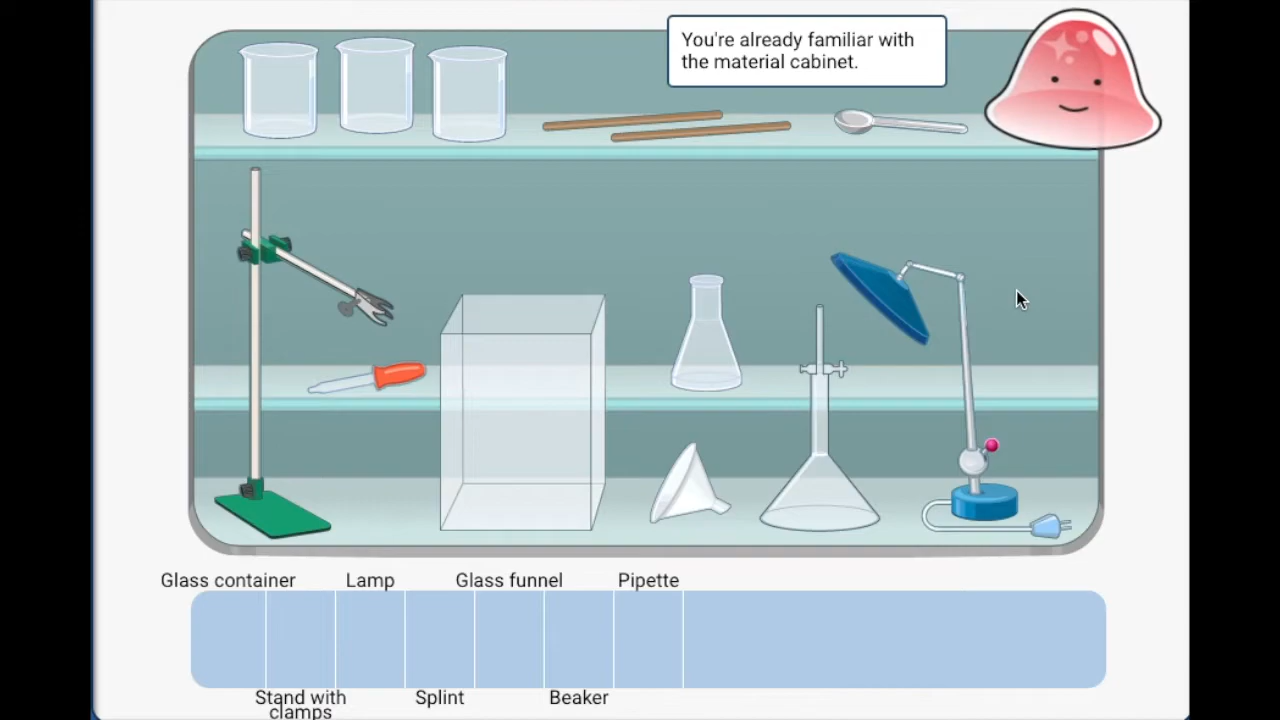 You're already familiar with
the material cabinet.
Glass container
Lamp
Glass funnel
Pipette
Stand with
clamps
Splint
Beaker